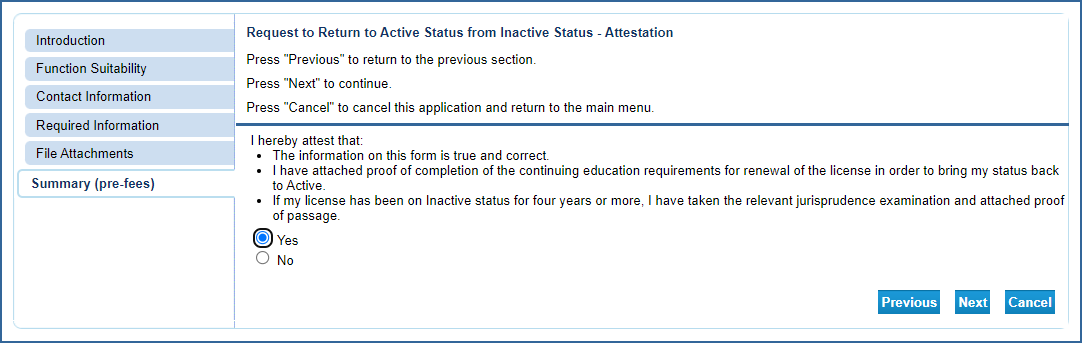 Introduction
Function Suitability
Contact Information
Required Information
File Attachments
Summary (pre-fees)
Request to Return to Active Status from Inactive Status - Attestation
Press "Previous" to return to the previous section.
Press "Next" to continue.
Press "Cancel" to cancel this application and return to the main menu.
I hereby attest that:
• The information on this form is true and correct.
• I have attached proof of completion of the continuing education requirements for renewal of the license in order to bring my status back
to Active.
• If my license has been on Inactive status for four years or more, I have taken the relevant jurisprudence examination and attached proof
of passage.
Yes
No
Previous Next Cancel